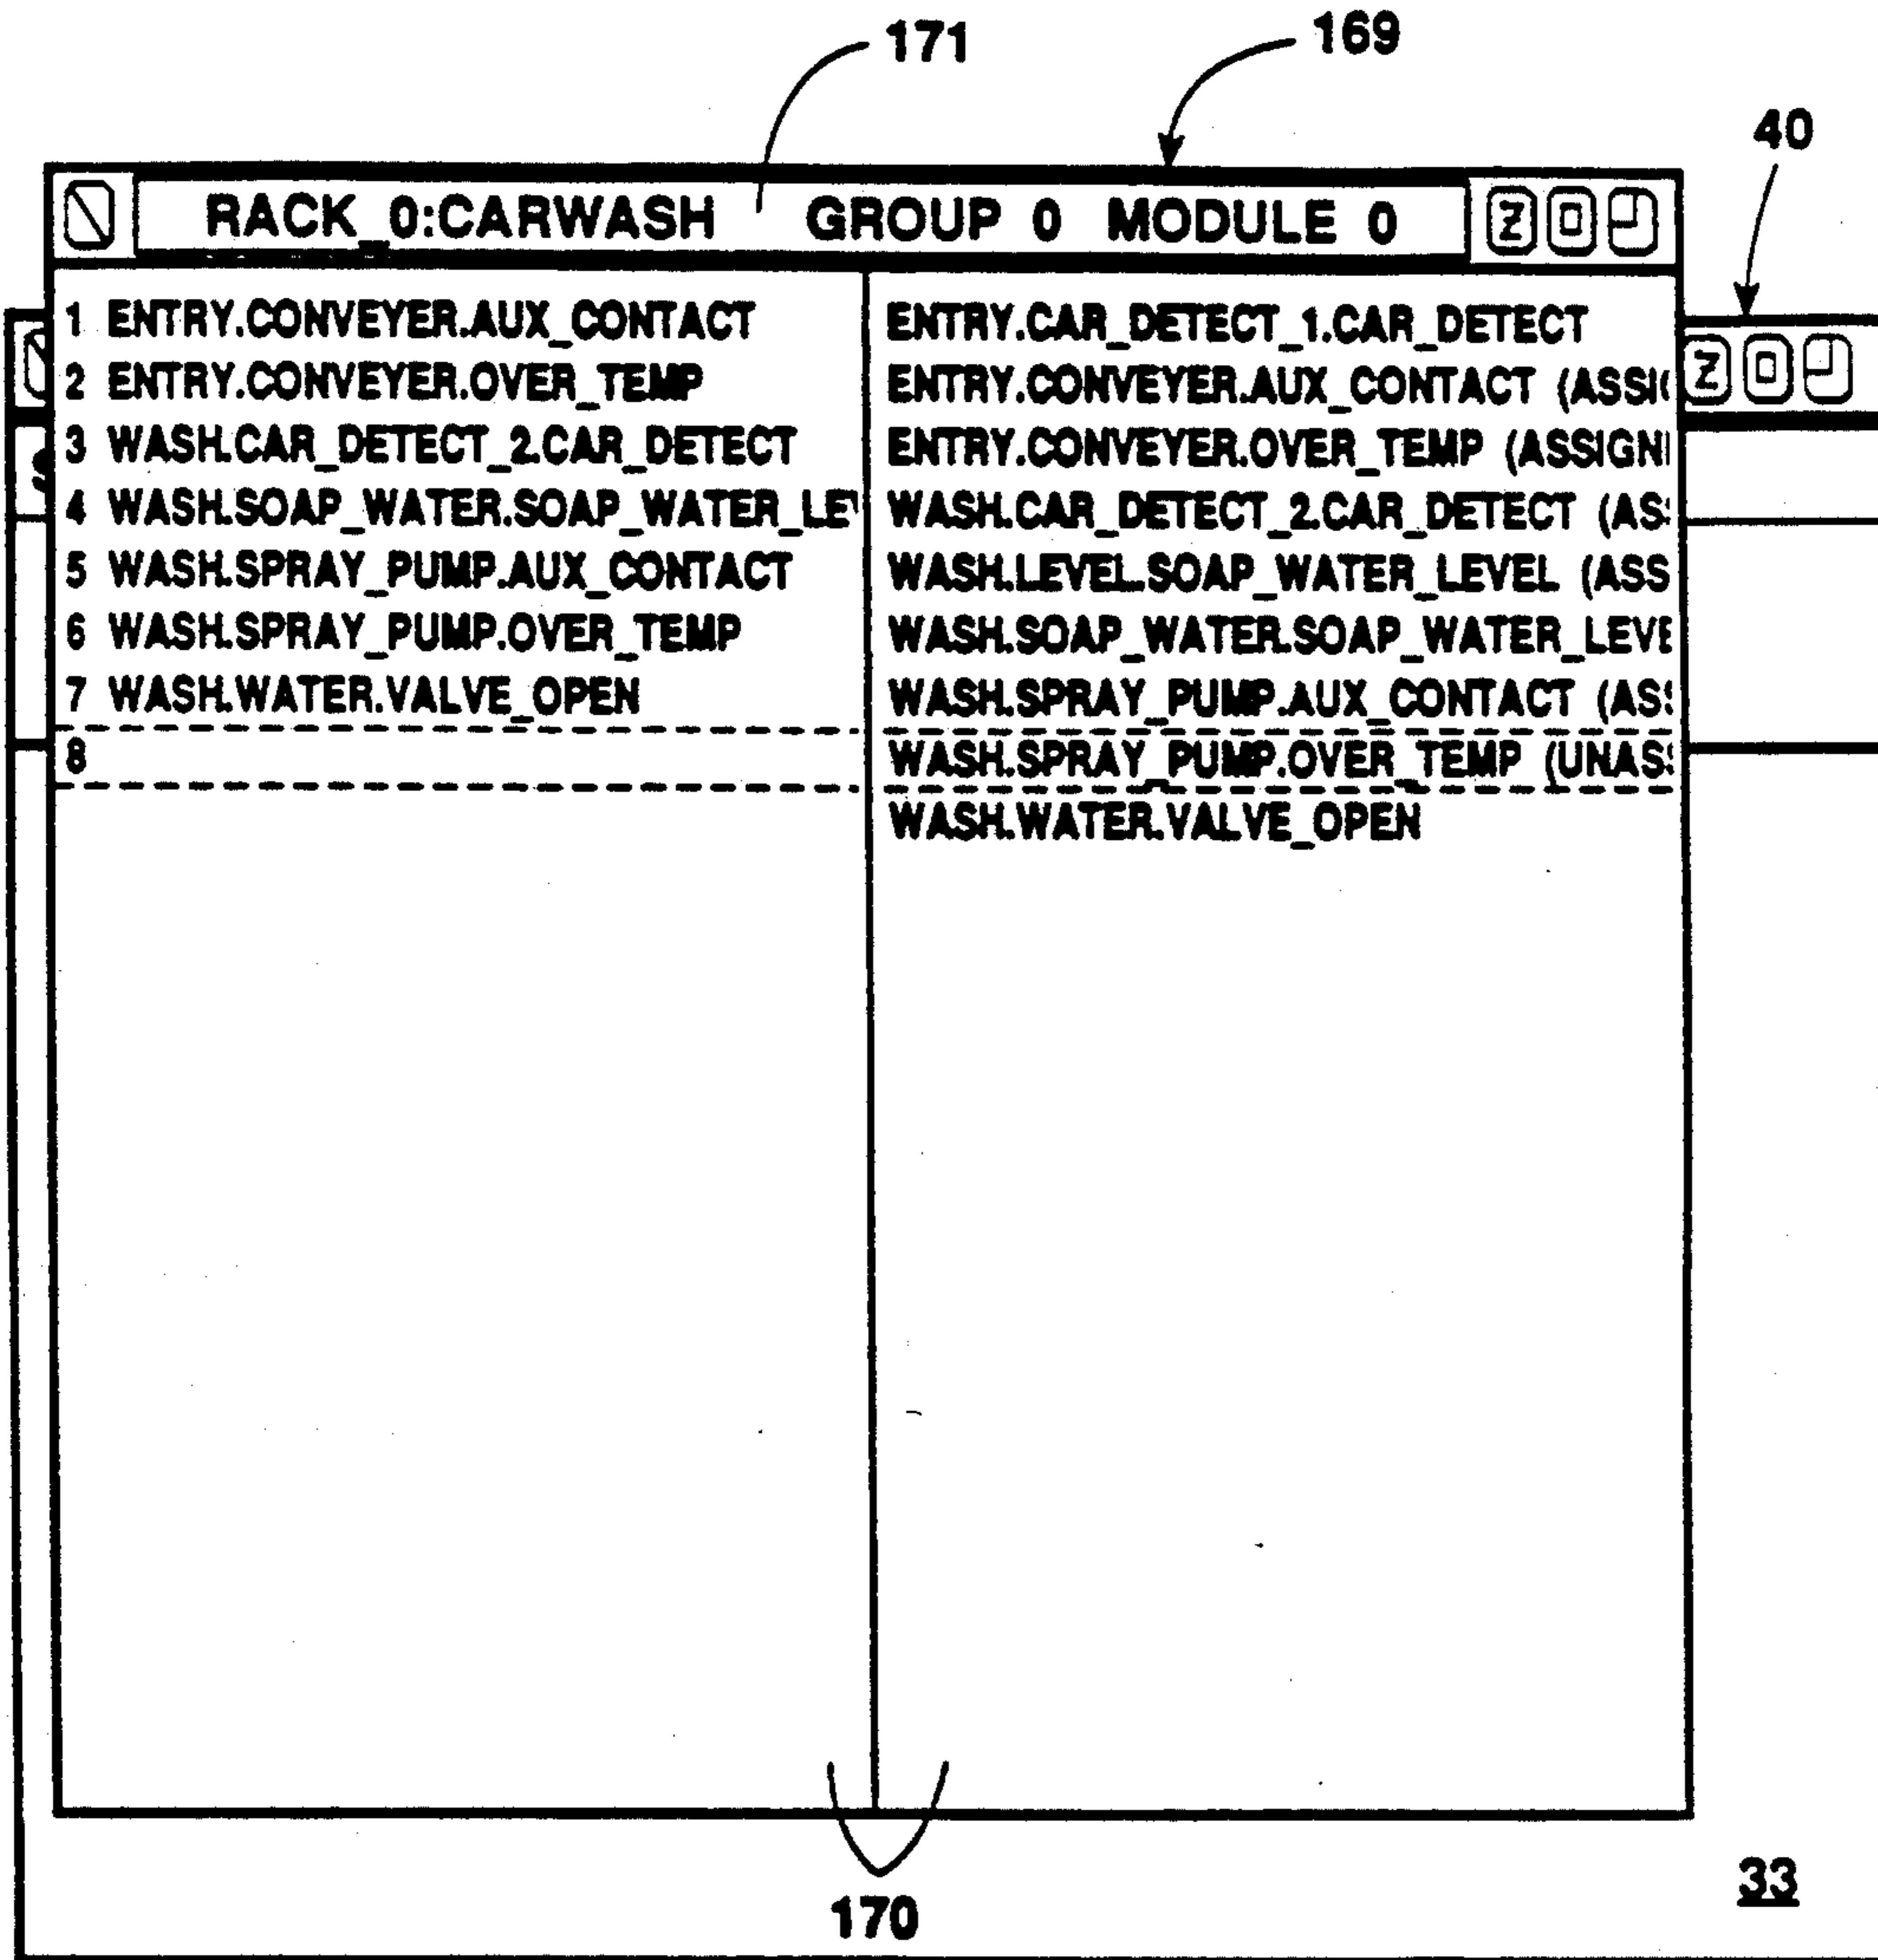 171
169
40
RACK_0:CARWASH GROUP 0 MODULE 0
1 ENTRY.CONVEYER.AUX_CONTACT
2 ENTRY.CONVEYER.OVER_TEMP
3 WASH.CAR_DETECT_2.CAR_DETECT
4 WASH.SOAP_WATER.SOAP_WATER_LE
5 WASH.SPRAY_PUMP.AUX_CONTACT
6 WASH.SPRAY_PUMP.OVER_TEMP
7 WASH.WATER.VALVE_OPEN
8
ENTRY.CAR_DETECT_1.CAR_DETECT
ENTRY.CONVEYER.AUX_CONTACT (ASSI
ENTRY.CONVEYER.OVER_TEMP (ASSIGN
WASH.CAR_DETECT_2.CAR_DETECT (AS
WASH.LEVEL.SOAP_WATER_LEVEL (ASS
WASH.SOAP_WATER.SOAP_WATER_LEVE
WASH.SPRAY_PUMP.AUX_CONTACT (AS
WASH.SPRAY_PUMP.OVER_TEMP (UNAS
WASH.WATER.VALVE_OPEN
Z
170
33